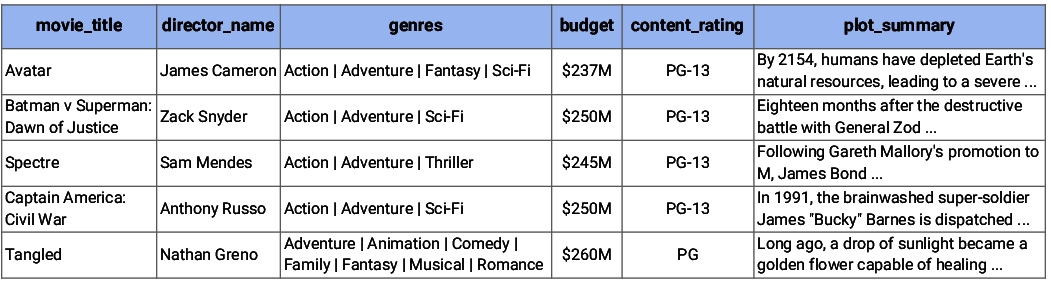 movie_title director_name genres budget content_rating plot_summary
Avatar James Cameron Action | Adventure | Fantasy | Sci-Fi $237M PG-13 By 2154, humans have depleted Earth's
natural resources, leading to a severe ...
Batman v Superman:
Dawn of Justice Zack Snyder Action | Adventure | Sci-Fi $250M PG-13 Eighteen months after the destructive
battle with General Zod ...
Spectre Sam Mendes Action | Adventure | Thriller $245M PG-13 Following Gareth Mallory's promotion to
M, James Bond ...
Captain America:
Civil War Anthony Russo Action | Adventure | Sci-Fi $250M PG-13 In 1991, the brainwashed super-soldier
James "Bucky" Barnes is dispatched ...
Tangled Nathan Greno Adventure | Animation | Comedy |
Family | Fantasy | Musical | Romance $260M PG Long ago, a drop of sunlight became a
golden flower capable of healing ...